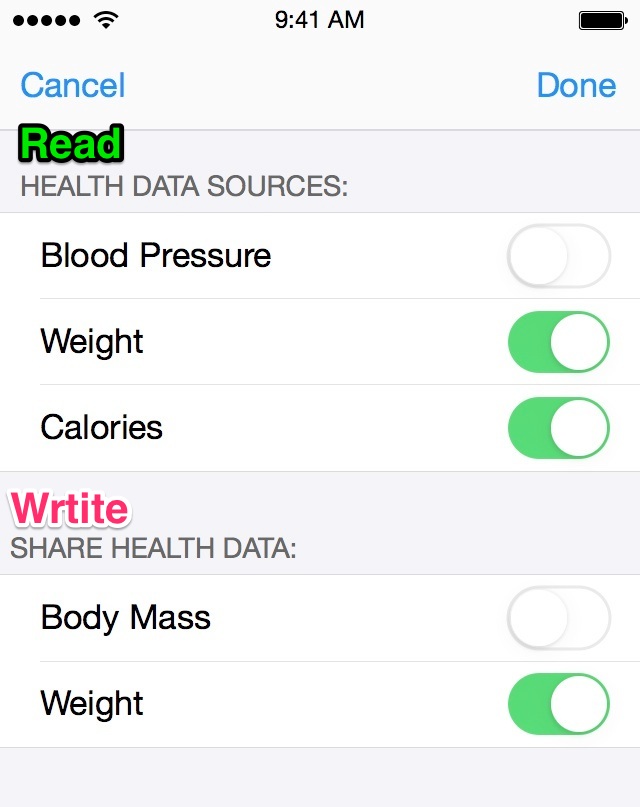 9:41 AM
Cancel Done
Read
HEALTH DATA SOURCES:
Blood Pressure
Weight
Calories
Wrtite
SHARE HEALTH DATA:
Body Mass
Weight